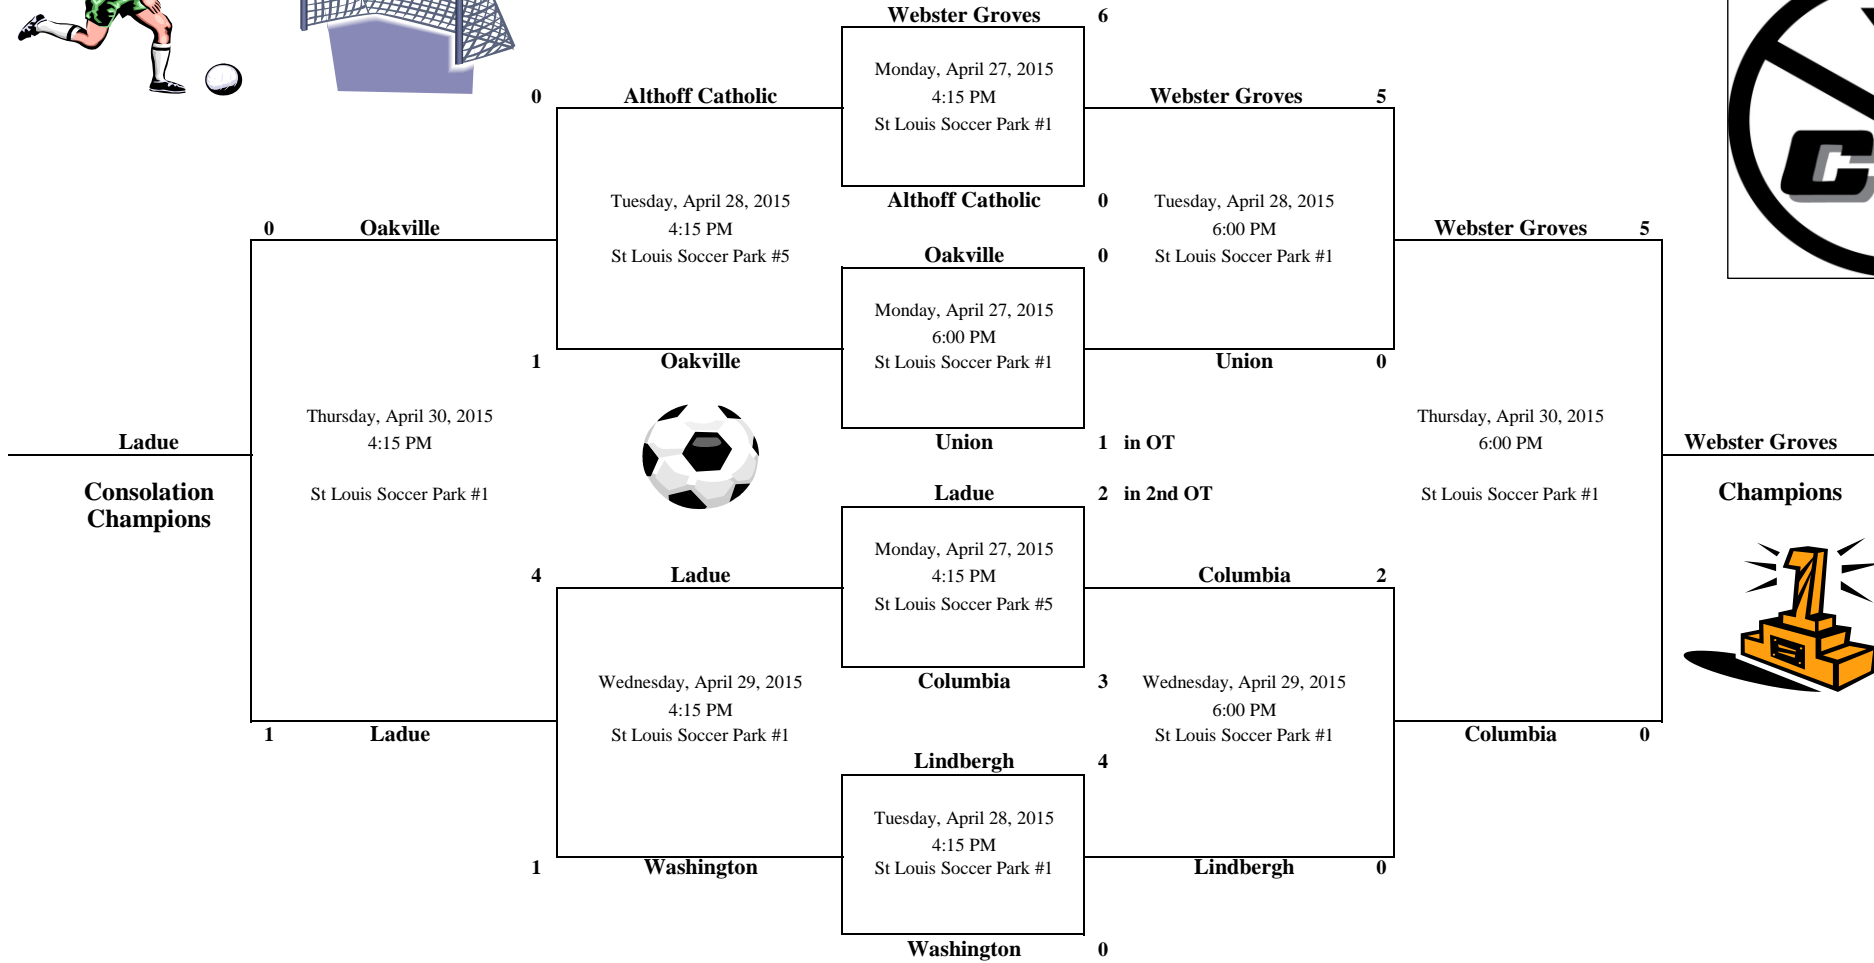 Webster Groves 6
Monday, April 27, 2015
4:15 PM
St Louis Soccer Park #1
Althoff Catholic 0
Oakville 0
Monday, April 27, 2015
6:00 PM
St Louis Soccer Park #1
Union 1 in OT
Ladue 2 in 2nd OT
Monday, April 27, 2015
4:15 PM
St Louis Soccer Park #5
Columbia 3
Lindbergh 4
Tuesday, April 28, 2015
4:15 PM
St Louis Soccer Park #1
Washington 0
0 Althoff Catholic
Tuesday, April 28, 2015
4:15 PM
St Louis Soccer Park #5
1 Oakville
4 Ladue
Wednesday, April 29, 2015
4:15 PM
St Louis Soccer Park #1
1 Washington
0 Oakville
Thursday, April 30, 2015
4:15 PM
St Louis Soccer Park #1
1 Ladue
Ladue
Consolation
Champions
Webster Groves 5
Tuesday, April 28, 2015
6:00 PM
St Louis Soccer Park #1
Union 0
Columbia 2
Wednesday, April 29, 2015
6:00 PM
St Louis Soccer Park #1
Lindbergh 0
Webster Groves 5
Thursday, April 30, 2015
6:00 PM
St Louis Soccer Park #1
Columbia 0
Webster Groves
Champions
1